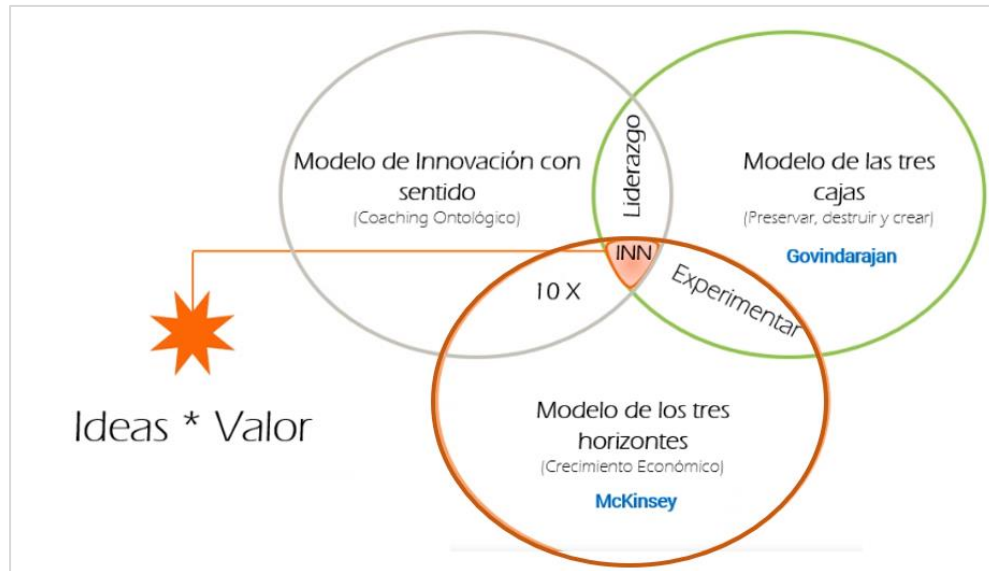 Modelo de Innovación con
sentido
(Coaching Ontológico)
Liderazgo
Modelo de las tres
cajas
(Preservar, destruir y crear)
Govindarajan
INN
10 X
Experimentar
Ideas * Valor
Modelo de los tres
horizontes
(Crecimiento Económico)
McKinsey